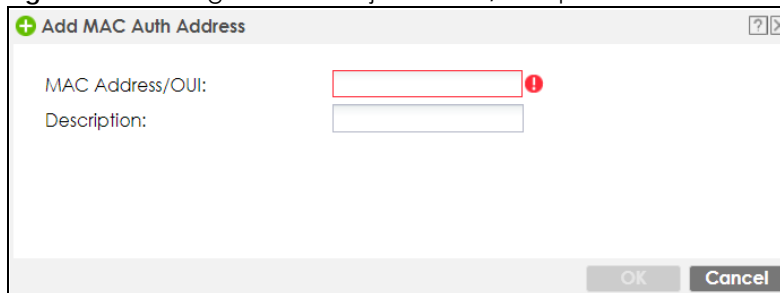 Add MAC Auth Address
MAC Address/OUI:
Description:
OK Cancel